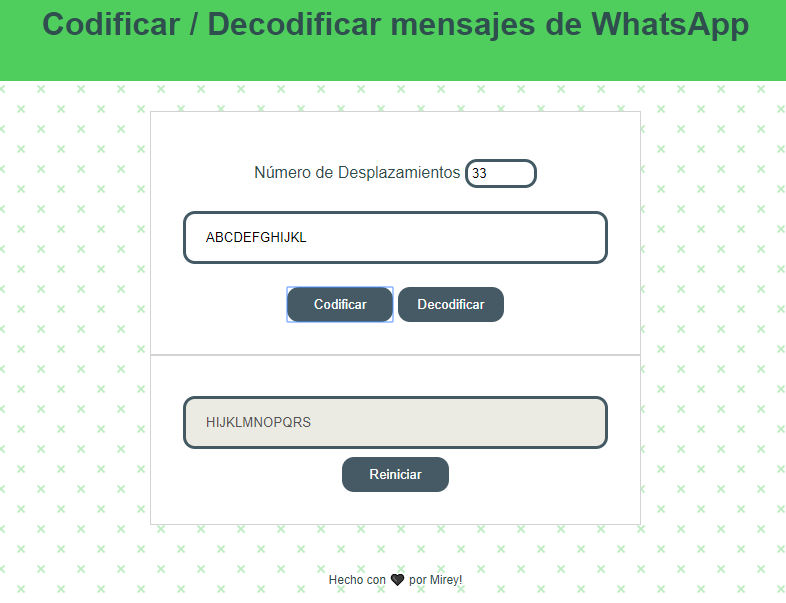 Codificar / Decodificar mensajes de WhatsApp
Número de Desplazamientos 33
ABCDEFGHIJKL
Codificar Decodificar
HIJKLMNOPQRS
Reiniciar
Hecho con 🖤 por Mirey!